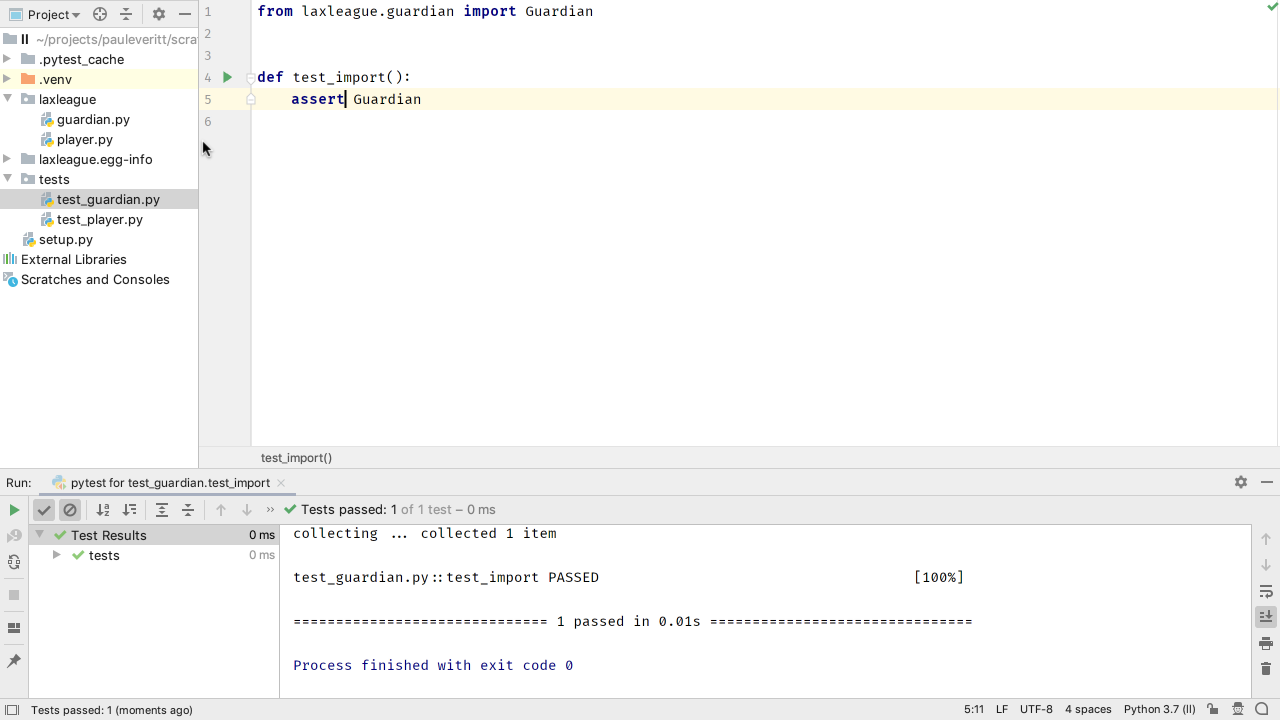 Project
ll ~/projects/pauleveritt/scra
.pytest_cache
.venv
laxleague
guardian.py
player.py
laxleague.egg-info
tests
test_guardian.py
test_player.py
setup.py
External Libraries
Scratches and Consoles
1 from laxleague.guardian import Guardian
2
3
4 def test_import():
5 assert Guardian
6
test_import()
Run: pytest for test_guardian.test_import
Tests passed: 1 of 1 test – 0 ms
Test Results 0 ms
tests 0 ms
collecting ... collected 1 item
test_guardian.py::test_import PASSED [100%]
============================== 1 passed in 0.01s ===============================
Process finished with exit code 0
Tests passed: 1 (moments ago) 5:11 LF UTF-8 4 spaces Python 3.7 (ll)